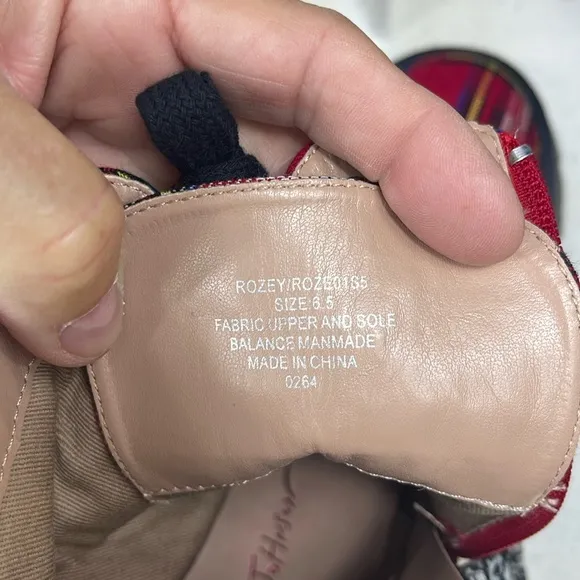 ROZEY/ROZE01S5
SIZE 6.5
FABRIC UPPER AND SOLE
BALANCE MANMADE
MADE IN CHINA
0264